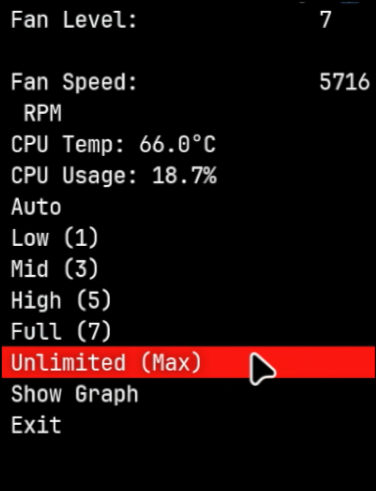 Fan Level: 7
Fan Speed: 5716
RPM
CPU Temp: 66.0°C
CPU Usage: 18.7%
Auto
Low (1)
Mid (3)
High (5)
Full (7)
Unlimited (Max)
Show Graph
Exit